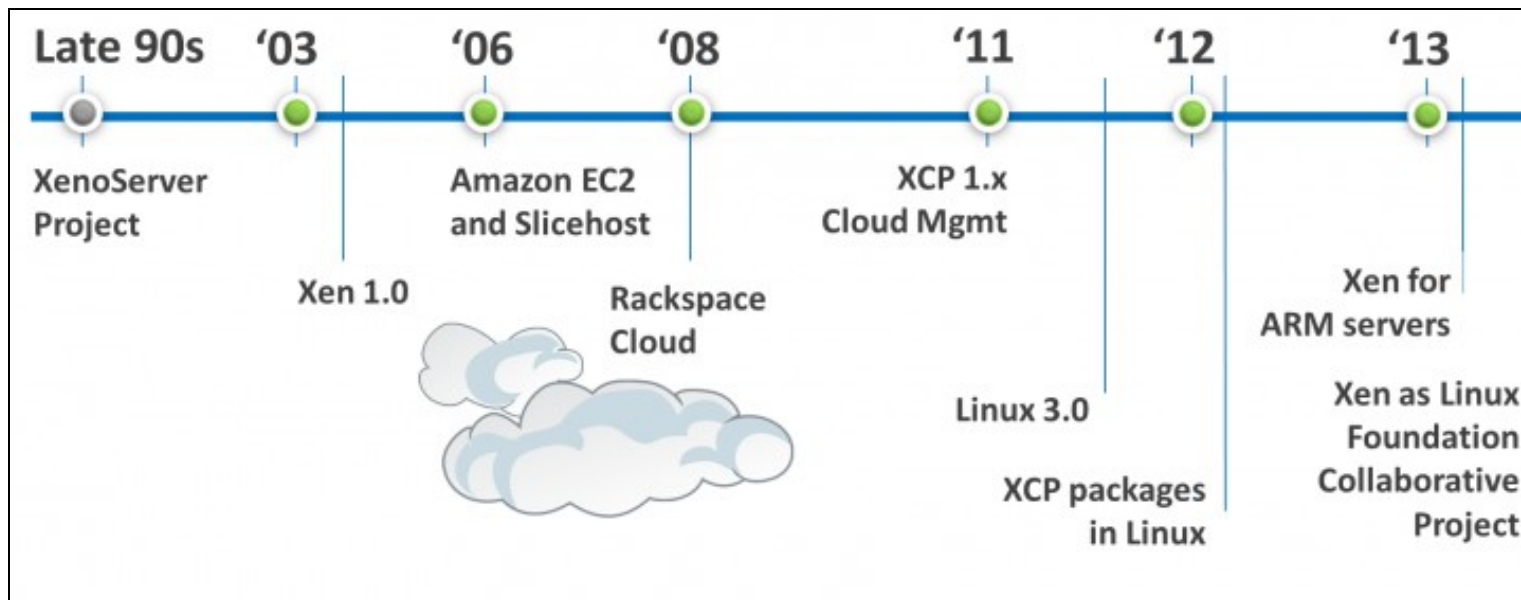 Late 90s ‘03 ‘06 ‘08 ‘11 ‘12 ‘13
XenoServer
Project
Xen 1.0
Amazon EC2
and Slicehost
Rackspace
Cloud
XCP 1.x
Cloud Mgmt
Linux 3.0
XCP packages
in Linux
Xen for
ARM servers
Xen as Linux
Foundation
Collaborative
Project